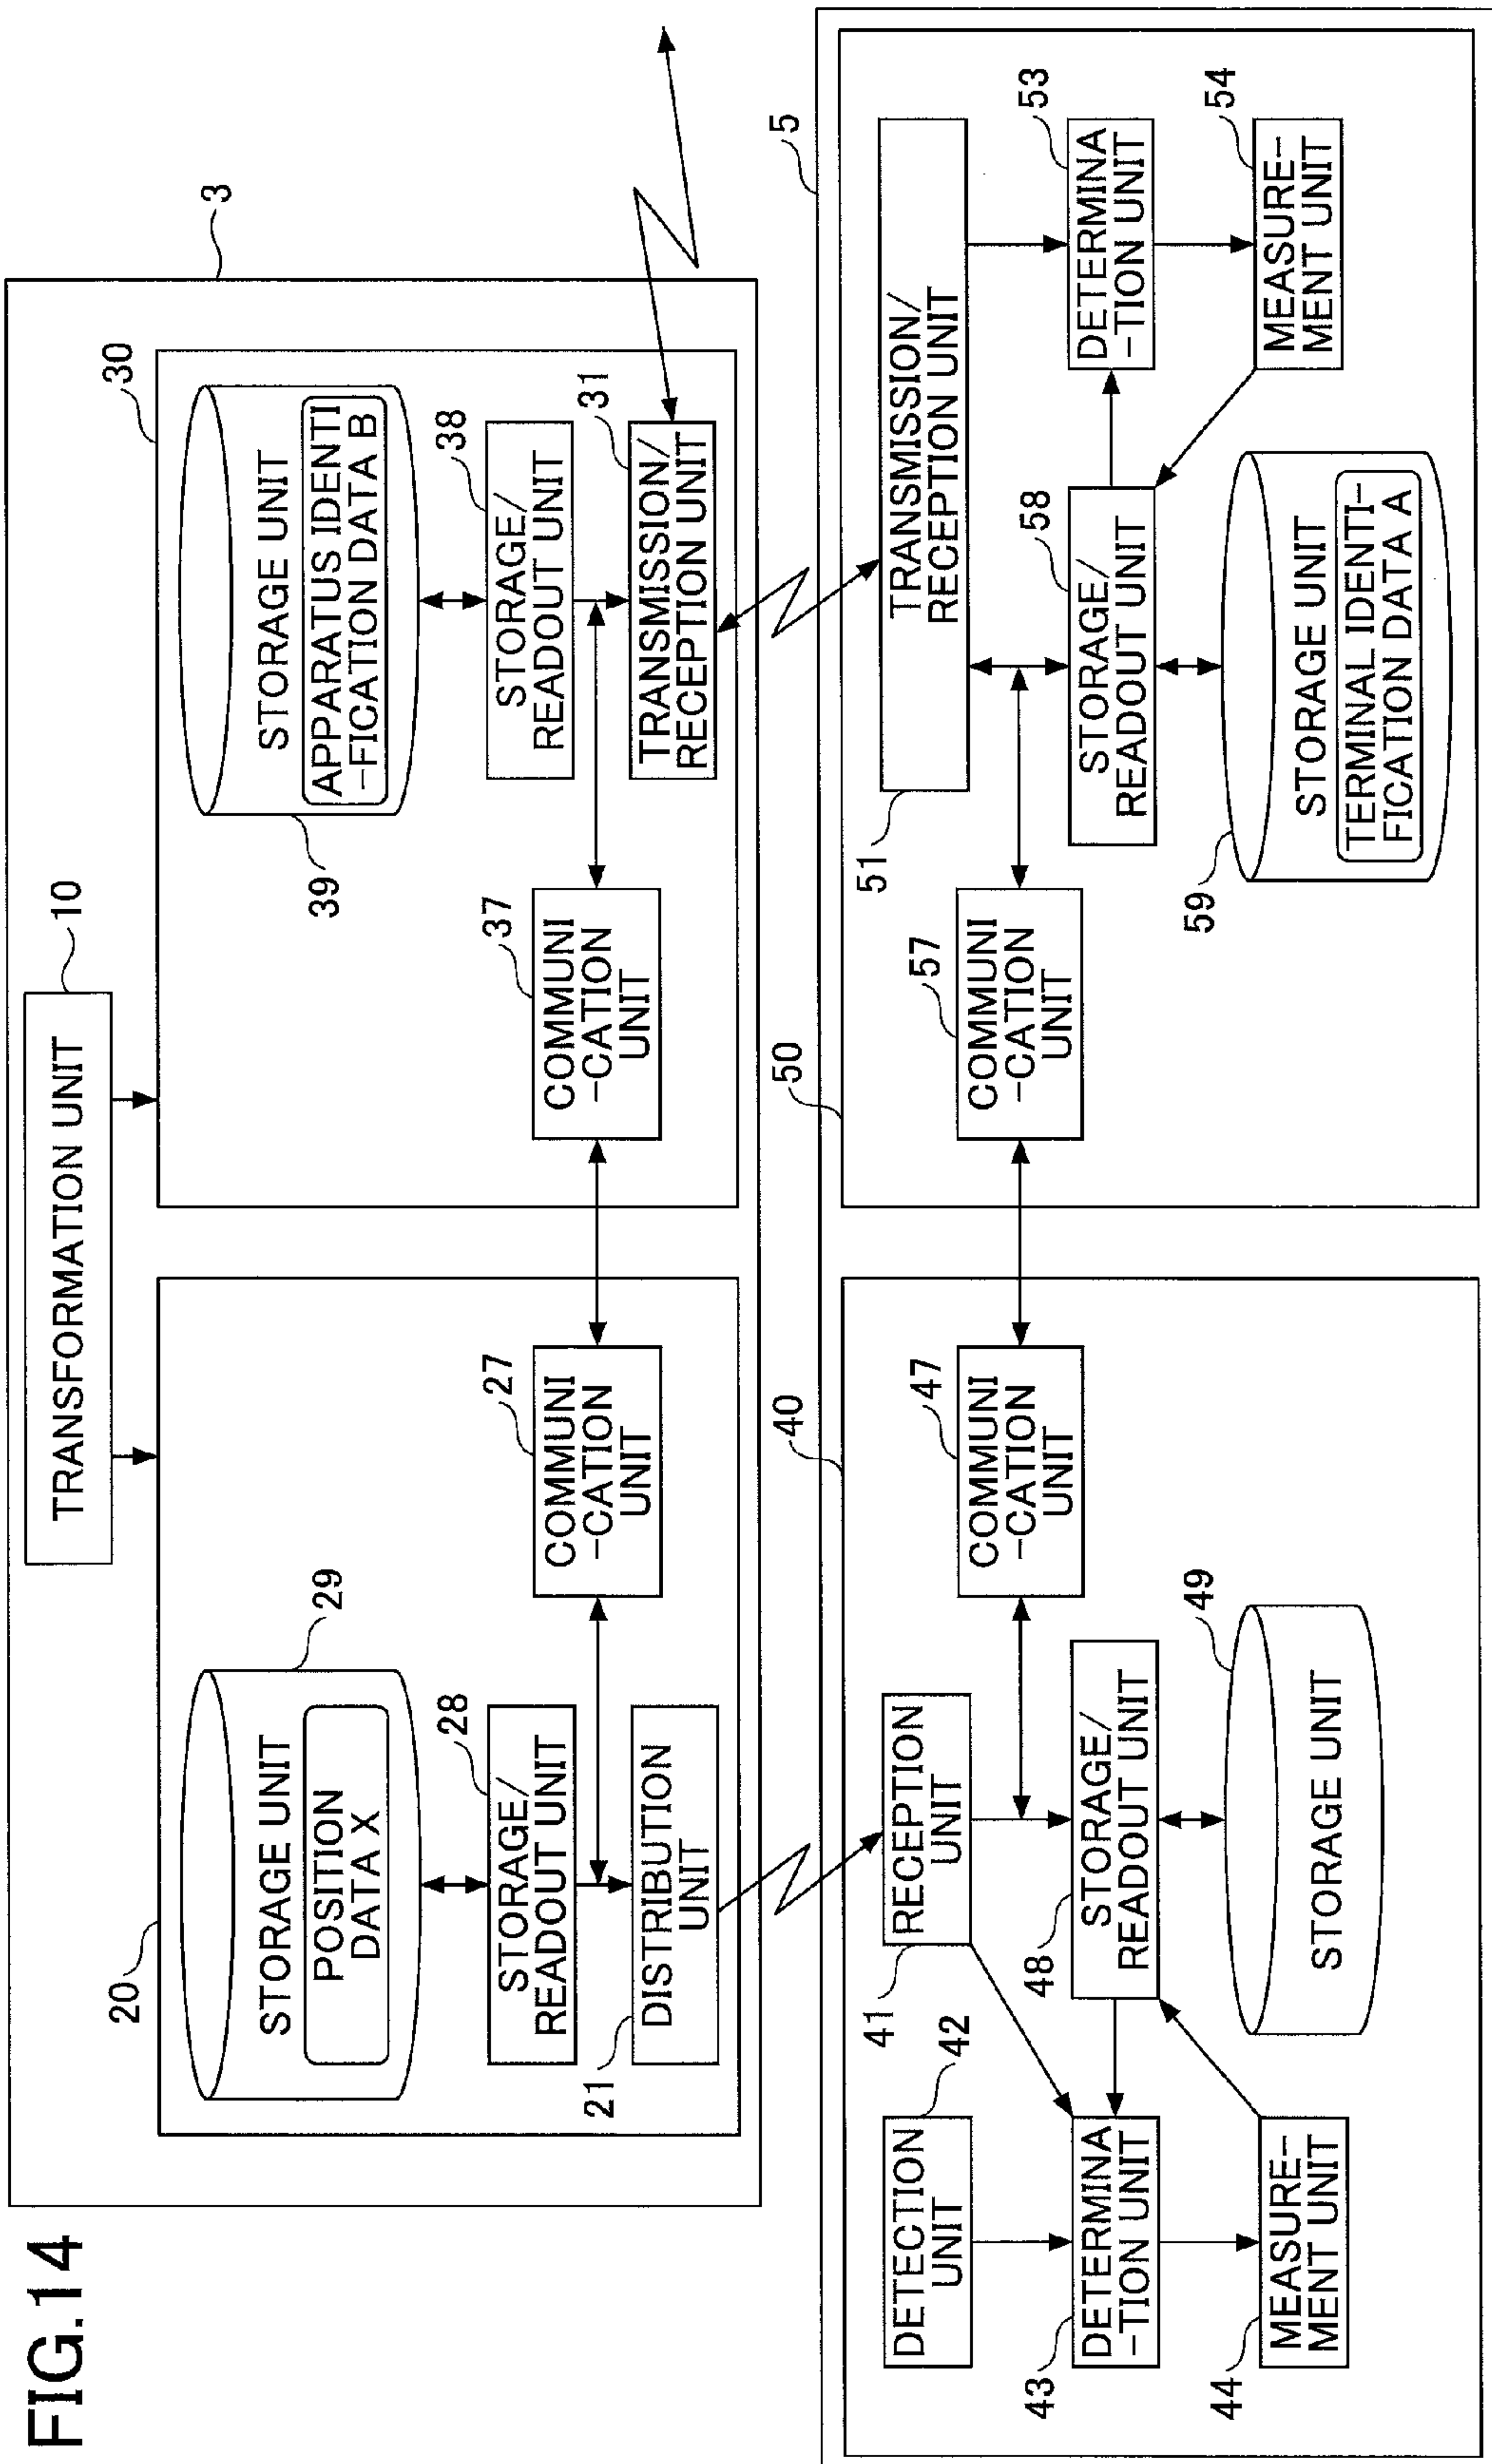 FIG.14
3
TRANSFORMATION UNIT
10
20
STORAGE UNIT
29
POSITION
DATA X
STORAGE/
READOUT UNIT
28
21
DISTRIBUTION
UNIT
27
COMMUNI
-CATION
UNIT
30
STORAGE UNIT
APPARATUS IDENTI
-FICATION DATA B
39
STORAGE/
READOUT UNIT
38
37
COMMUNI
-CATION
UNIT
31
TRANSMISSION/
RECEPTION UNIT
5
40
DETECTION
UNIT
42
41
RECEPTION
UNIT
47
COMMUNI
-CATION
UNIT
43
DETERMINA
-TION UNIT
48
STORAGE/
READOUT UNIT
44
MEASURE-
MENT UNIT
49
STORAGE UNIT
50
57
COMMUNI
-CATION
UNIT
51
TRANSMISSION/
RECEPTION UNIT
58
STORAGE/
READOUT UNIT
53
DETERMINA
-TION UNIT
54
MEASURE-
MENT UNIT
59
STORAGE UNIT
TERMINAL IDENTI-
FICATION DATA A